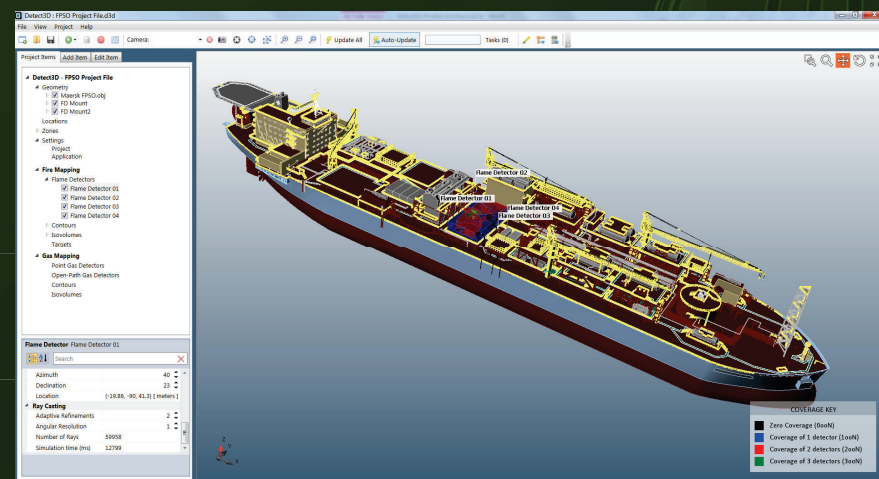 Detect3D : FPSO Project File.d3d
File View Project Help
Camera:
Update All
Auto-Update
Tasks (0)
Project Items Add Item Edit Item
Detect3D - FPSO Project File
Geometry
Maersk FPSO.obj
FD Mount
FD Mount2
Locations
Zones
Settings
Project
Application
Fire Mapping
Flame Detectors
Flame Detector 01
Flame Detector 02
Flame Detector 03
Flame Detector 04
Contours
Isovolumes
Targets
Gas Mapping
Point Gas Detectors
Open-Path Gas Detectors
Contours
Isovolumes
Flame Detector Flame Detector 01
Search
Azimuth 40
Declination 23
Location (-19.86, -90, 41.3) [ meters ]
Ray Casting
Adaptive Refinements 2
Angular Resolution 1
Number of Rays 59958
Simulation time (ms) 12799
Flame Detector 02
Flame Detector 01
Flame Detector 04
Flame Detector 03
Z
Y
X
COVERAGE KEY
Zero Coverage (0ooN)
Coverage of 1 detector (1ooN)
Coverage of 2 detectors (2ooN)
Coverage of 3 detectors (3ooN)